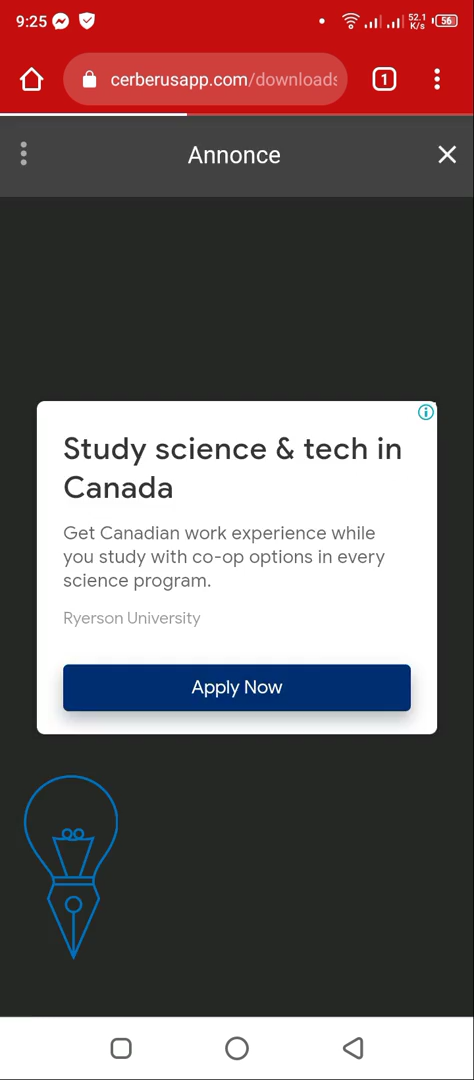 9:25 52.1 K/s 56
cerberusapp.com/downloads
1
Annonce
Study science & tech in
Canada
Get Canadian work experience while
you study with co-op options in every
science program.
Ryerson University
Apply Now